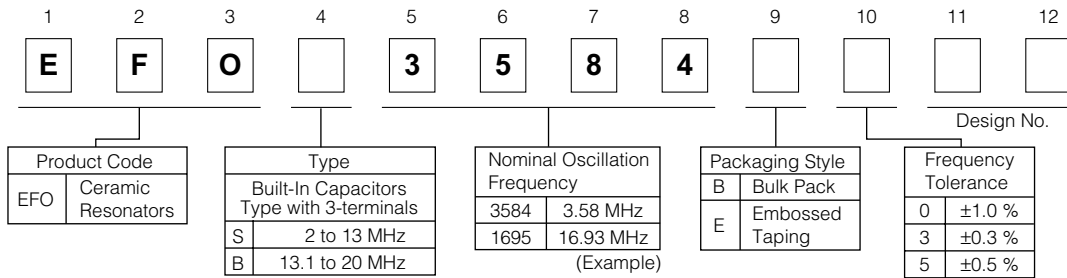 1 2 3 4 5 6 7 8 9 10 11 12
E F O 3 5 8 4
Design No.
Product Code
EFO Ceramic
Resonators
Type
Built-In Capacitors
Type with 3-terminals
S 2 to 13 MHz
B 13.1 to 20 MHz
Nominal Oscillation
Frequency
3584 3.58 MHz
1695 16.93 MHz
(Example)
Packaging Style
B Bulk Pack
E Embossed
Taping
Frequency
Tolerance
0 ±1.0 %
3 ±0.3 %
5 ±0.5 %